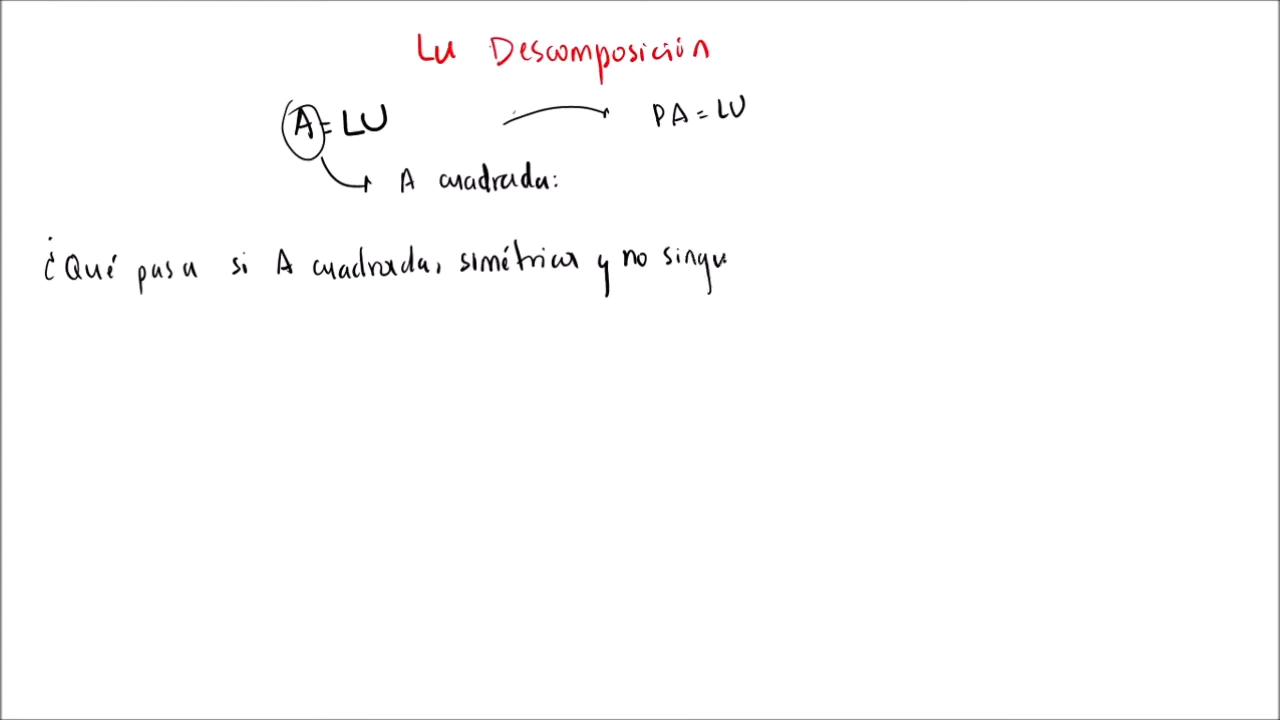 Lu Descomposición
A = LU → PA = LU
→ A cuadrada:
¿Qué pasa si A cuadrada, simétrica y no singu